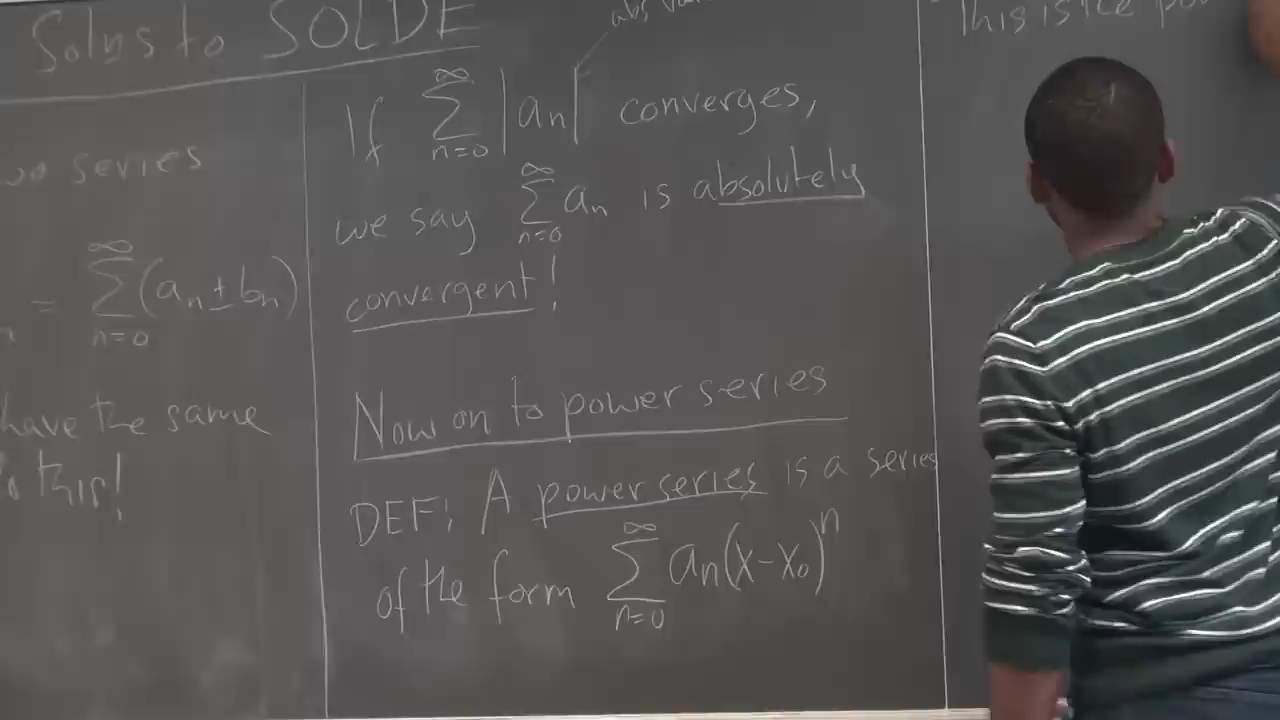 Solns to SOLDE
series
= ∞ Σ n=0 (an ± bn)
have the same
this!
abs
If ∞ Σ n=0 |an| converges,
we say ∞ Σ n=0 an is absolutely
convergent!
Now on to power series
DEF: A power series is a series
of the form ∞ Σ n=0 an(x-x0)^n
This is the